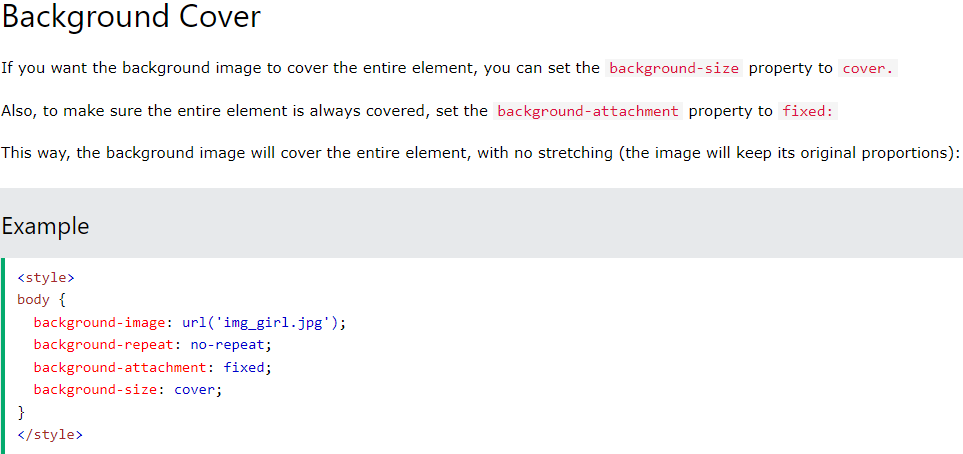 Background Cover
If you want the background image to cover the entire element, you can set the background-size property to cover.
Also, to make sure the entire element is always covered, set the background-attachment property to fixed:
This way, the background image will cover the entire element, with no stretching (the image will keep its original proportions):
Example
<style>
body {
  background-image: url('img_girl.jpg');
  background-repeat: no-repeat;
  background-attachment: fixed;
  background-size: cover;
}
</style>